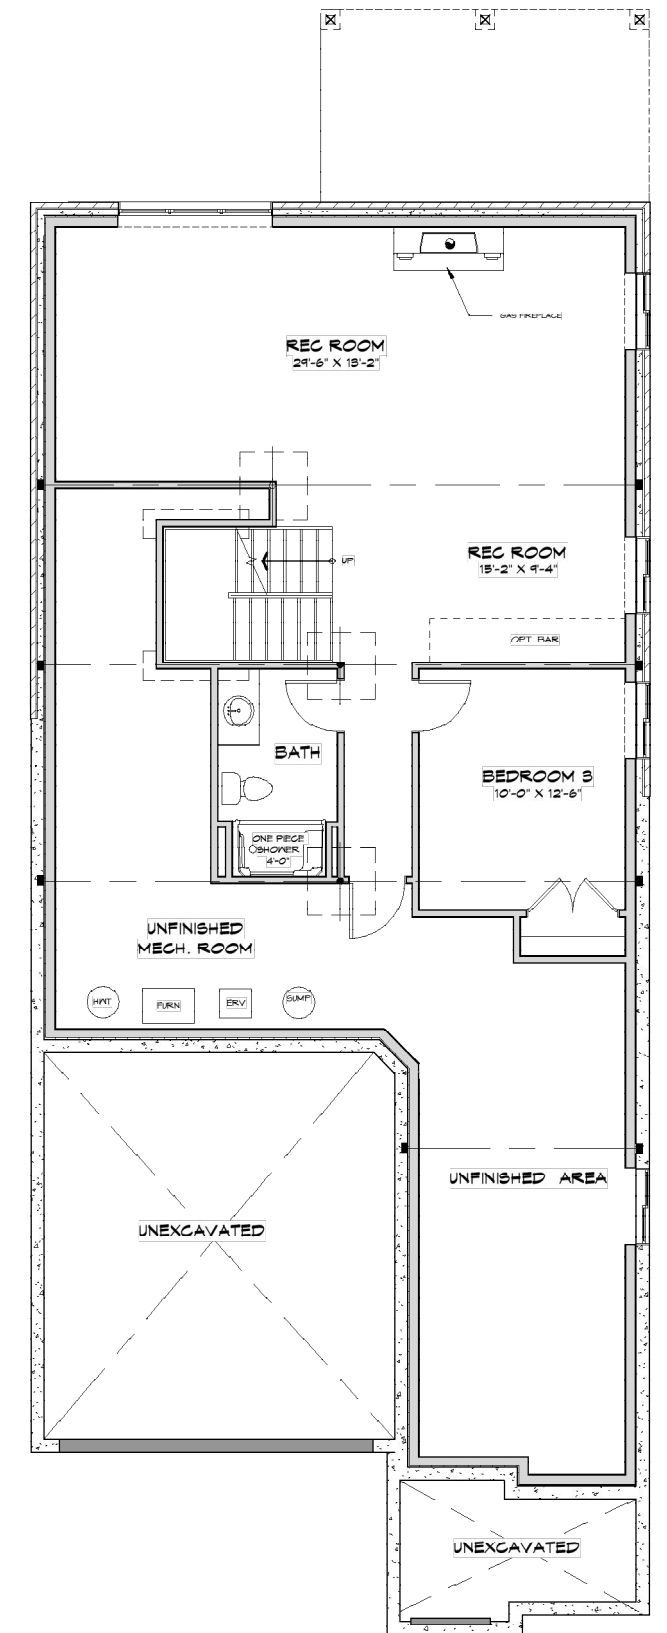 GAS FIREPLACE
REC ROOM
29'-6" X 13'-2"
REC ROOM
15'-2" X 9'-4"
UP
OPT BAR
BATH
BEDROOM 3
10'-0" X 12'-6"
ONE PIECE
SHOWER
4'-0"
UNFINISHED
MECH. ROOM
HWT
FURN
ERV
SUMP
UNFINISHED AREA
UNEXCAVATED
UNEXCAVATED